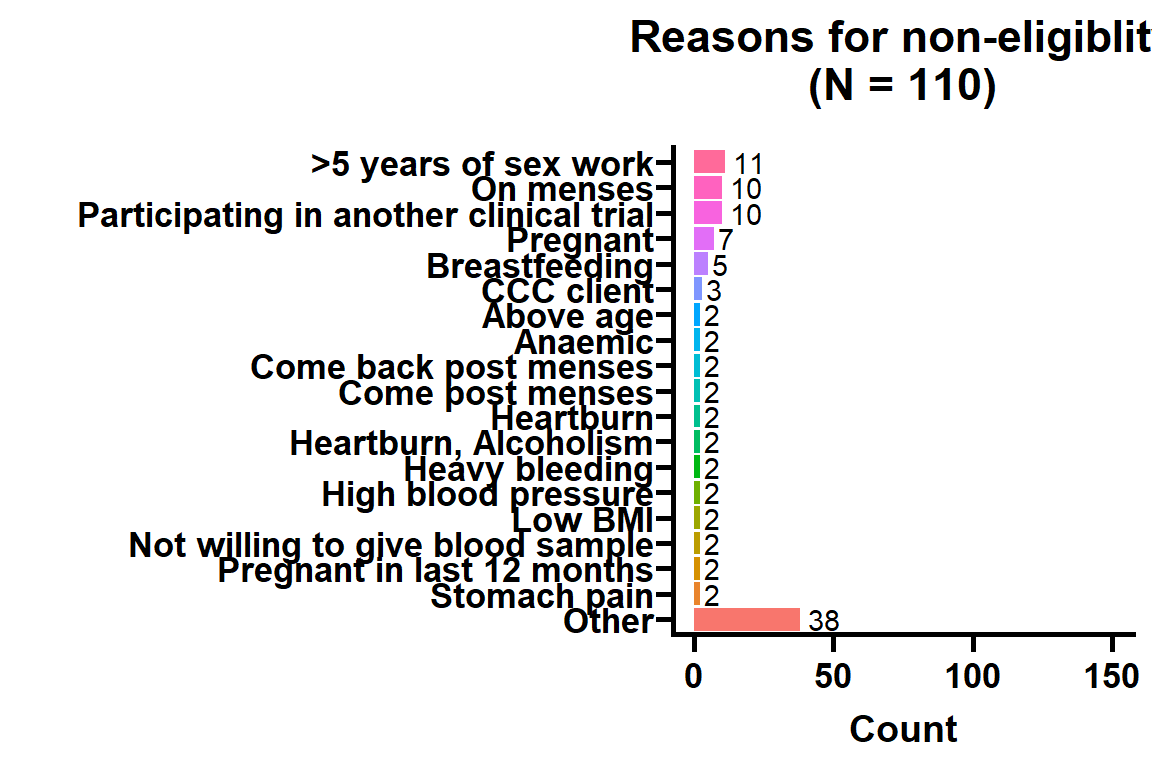 Reasons for non-eligiblit
(N = 110)
>5 years of sex work 11
On menses 10
Participating in another clinical trial 10
Pregnant 7
Breastfeeding 5
CCC client 3
Above age 2
Anaemic 2
Come back post menses 2
Come post menses 2
Heartburn 2
Heartburn, Alcoholism 2
Heavy bleeding 2
High blood pressure 2
Low BMI 2
Not willing to give blood sample 2
Pregnant in last 12 months 2
Stomach pain 2
Other 38
0 50 100 150
Count